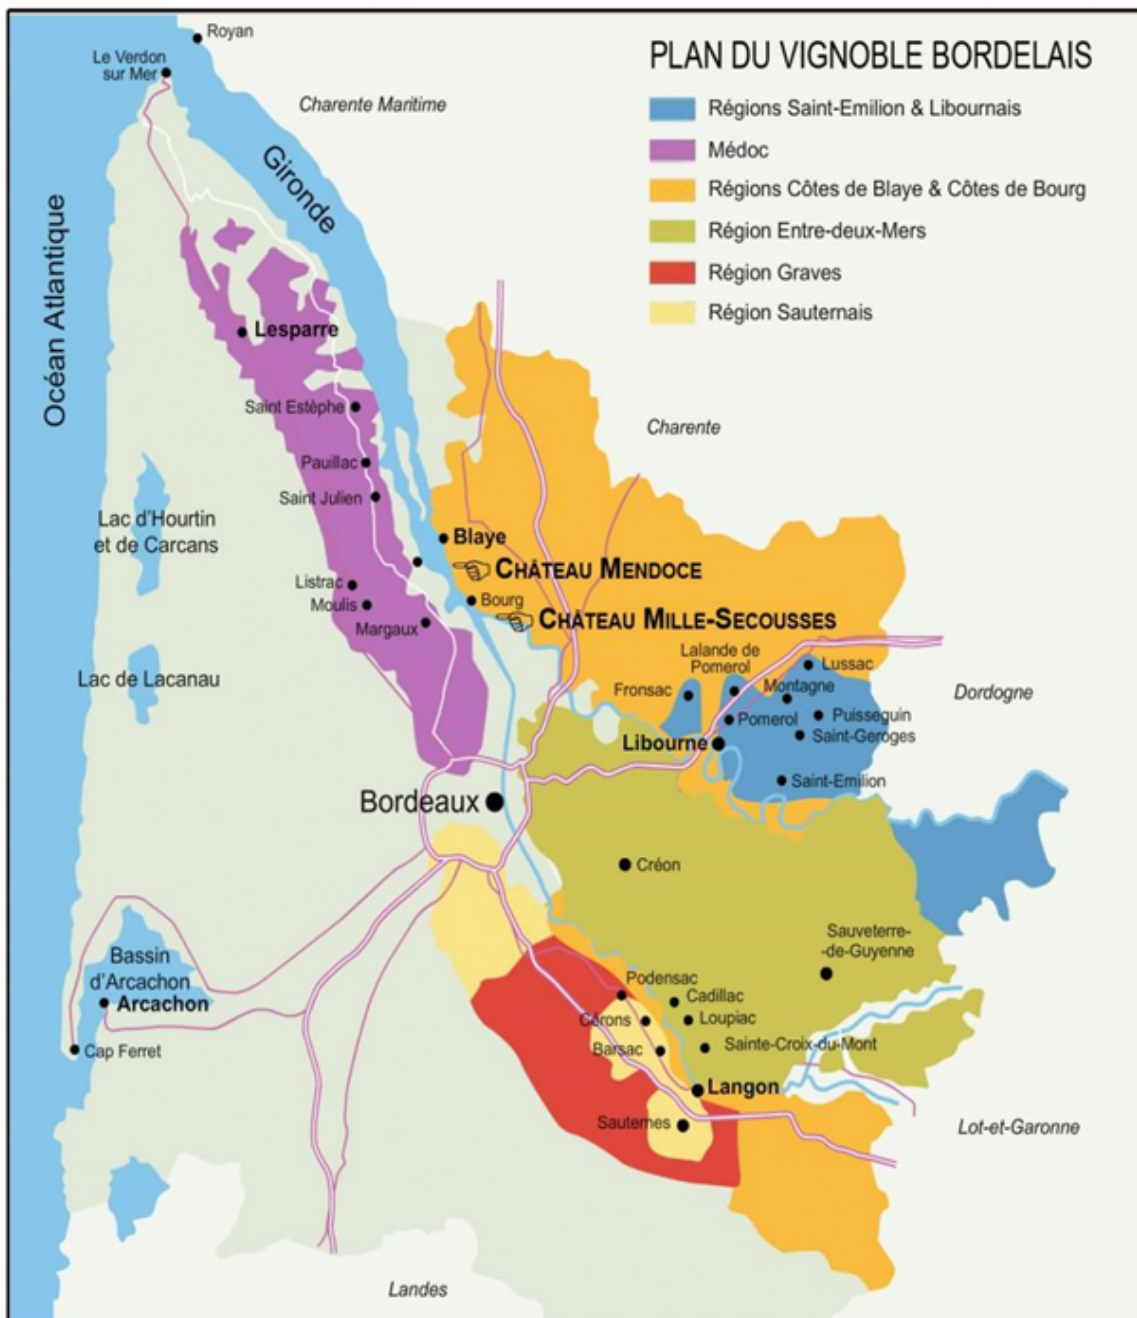 PLAN DU VIGNOBLE BORDELAIS
Régions Saint-Emilion & Libournais
Médoc
Régions Côtes de Blaye & Côtes de Bourg
Région Entre-deux-Mers
Région Graves
Région Sauternais
Royan
Le Verdon
sur Mer
Charente Maritime
Gironde
Océan Atlantique
Lesparre
Saint Estèphe
Charente
Pauillac
Saint Julien
Lac d'Hourtin
et de Carcans
Blaye
CHÂTEAU MENDOCE
Listrac
Moulis
Bourg
CHÂTEAU MILLE-SECOUSSES
Margaux
Lac de Lacanau
Lalande de
Pomerol
Lussac
Fronsac
Montagne
Dordogne
Pomerol
Puisseguin
Saint-Geroges
Libourne
Saint-Emilion
Bordeaux
Créon
Sauveterre-
-de-Guyenne
Bassin
d'Arcachon
Arcachon
Podensac
Cadillac
Cérons
Loupiac
Cap Ferret
Barsac
Sainte-Croix-du-Mont
Langon
Sauternes
Lot-et-Garonne
Landes